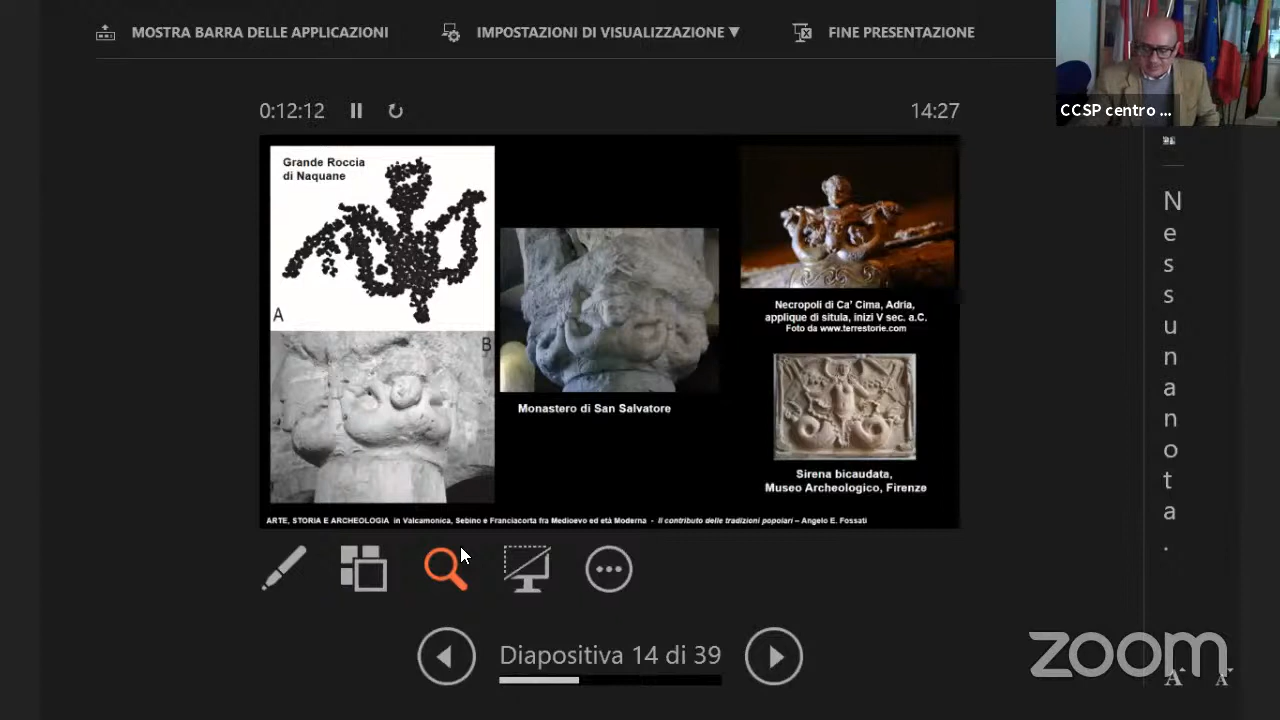 MOSTRA BARRA DELLE APPLICAZIONI
IMPOSTAZIONI DI VISUALIZZAZIONE ▼
FINE PRESENTAZIONE
CCSP centro ...
0:12:12
14:27
Grande Roccia
di Naquane
A
B
Monastero di San Salvatore
Necropoli di Ca' Cima, Adria,
applique di situla, inizi V sec. a.C.
Foto da www.terrestorie.com
Sirena bicaudata,
Museo Archeologico, Firenze
ARTE, STORIA E ARCHEOLOGIA in Valcamonica, Sebino e Franciacorta fra Medioevo ed età Moderna - Il contributo delle tradizioni popolari – Angelo E. Fossati
Diapositiva 14 di 39
Nessuna nota.
zoom
A A